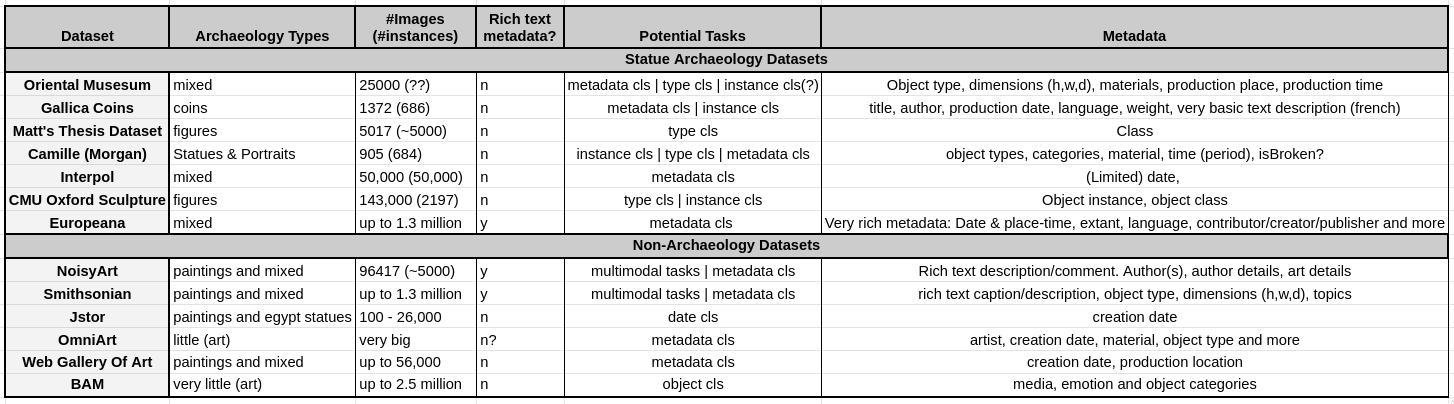 Dataset Archaeology Types #Images (#instances) Rich text metadata? Potential Tasks Metadata
Statue Archaeology Datasets
Oriental Musesum mixed 25000 (??) n metadata cls | type cls | instance cls(?) Object type, dimensions (h,w,d), materials, production place, production time
Gallica Coins coins 1372 (686) n metadata cls | instance cls title, author, production date, language, weight, very basic text description (french)
Matt's Thesis Dataset figures 5017 (~5000) n type cls Class
Camille (Morgan) Statues & Portraits 905 (684) n instance cls | type cls | metadata cls object types, categories, material, time (period), isBroken?
Interpol mixed 50,000 (50,000) n metadata cls (Limited) date,
CMU Oxford Sculpture figures 143,000 (2197) n type cls | instance cls Object instance, object class
Europeana mixed up to 1.3 million y metadata cls Very rich metadata: Date & place-time, extant, language, contributor/creator/publisher and more
Non-Archaeology Datasets
NoisyArt paintings and mixed 96417 (~5000) y multimodal tasks | metadata cls Rich text description/comment. Author(s), author details, art details
Smithsonian paintings and mixed up to 1.3 million y multimodal tasks | metadata cls rich text caption/description, object type, dimensions (h,w,d), topics
Jstor paintings and egypt statues 100 - 26,000 n date cls creation date
OmniArt little (art) very big n? metadata cls artist, creation date, material, object type and more
Web Gallery Of Art paintings and mixed up to 56,000 n metadata cls creation date, production location
BAM very little (art) up to 2.5 million n object cls media, emotion and object categories